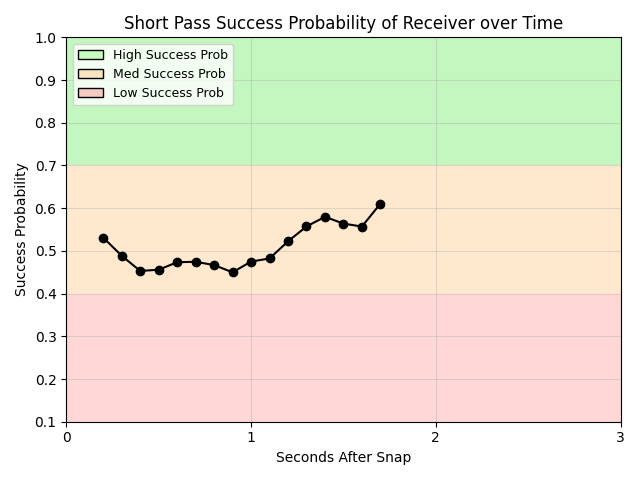 Short Pass Success Probability of Receiver over Time
1.0
0.9
0.8
0.7
0.6
0.5
0.4
0.3
0.2
0.1
Success Probability
High Success Prob
Med Success Prob
Low Success Prob
0 1 2 3
Seconds After Snap